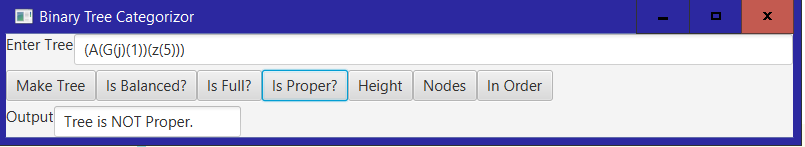 Binary Tree Categorizor
Enter Tree (A(G(j)(1))(z(5)))
Make Tree Is Balanced? Is Full? Is Proper? Height Nodes In Order
Output Tree is NOT Proper.